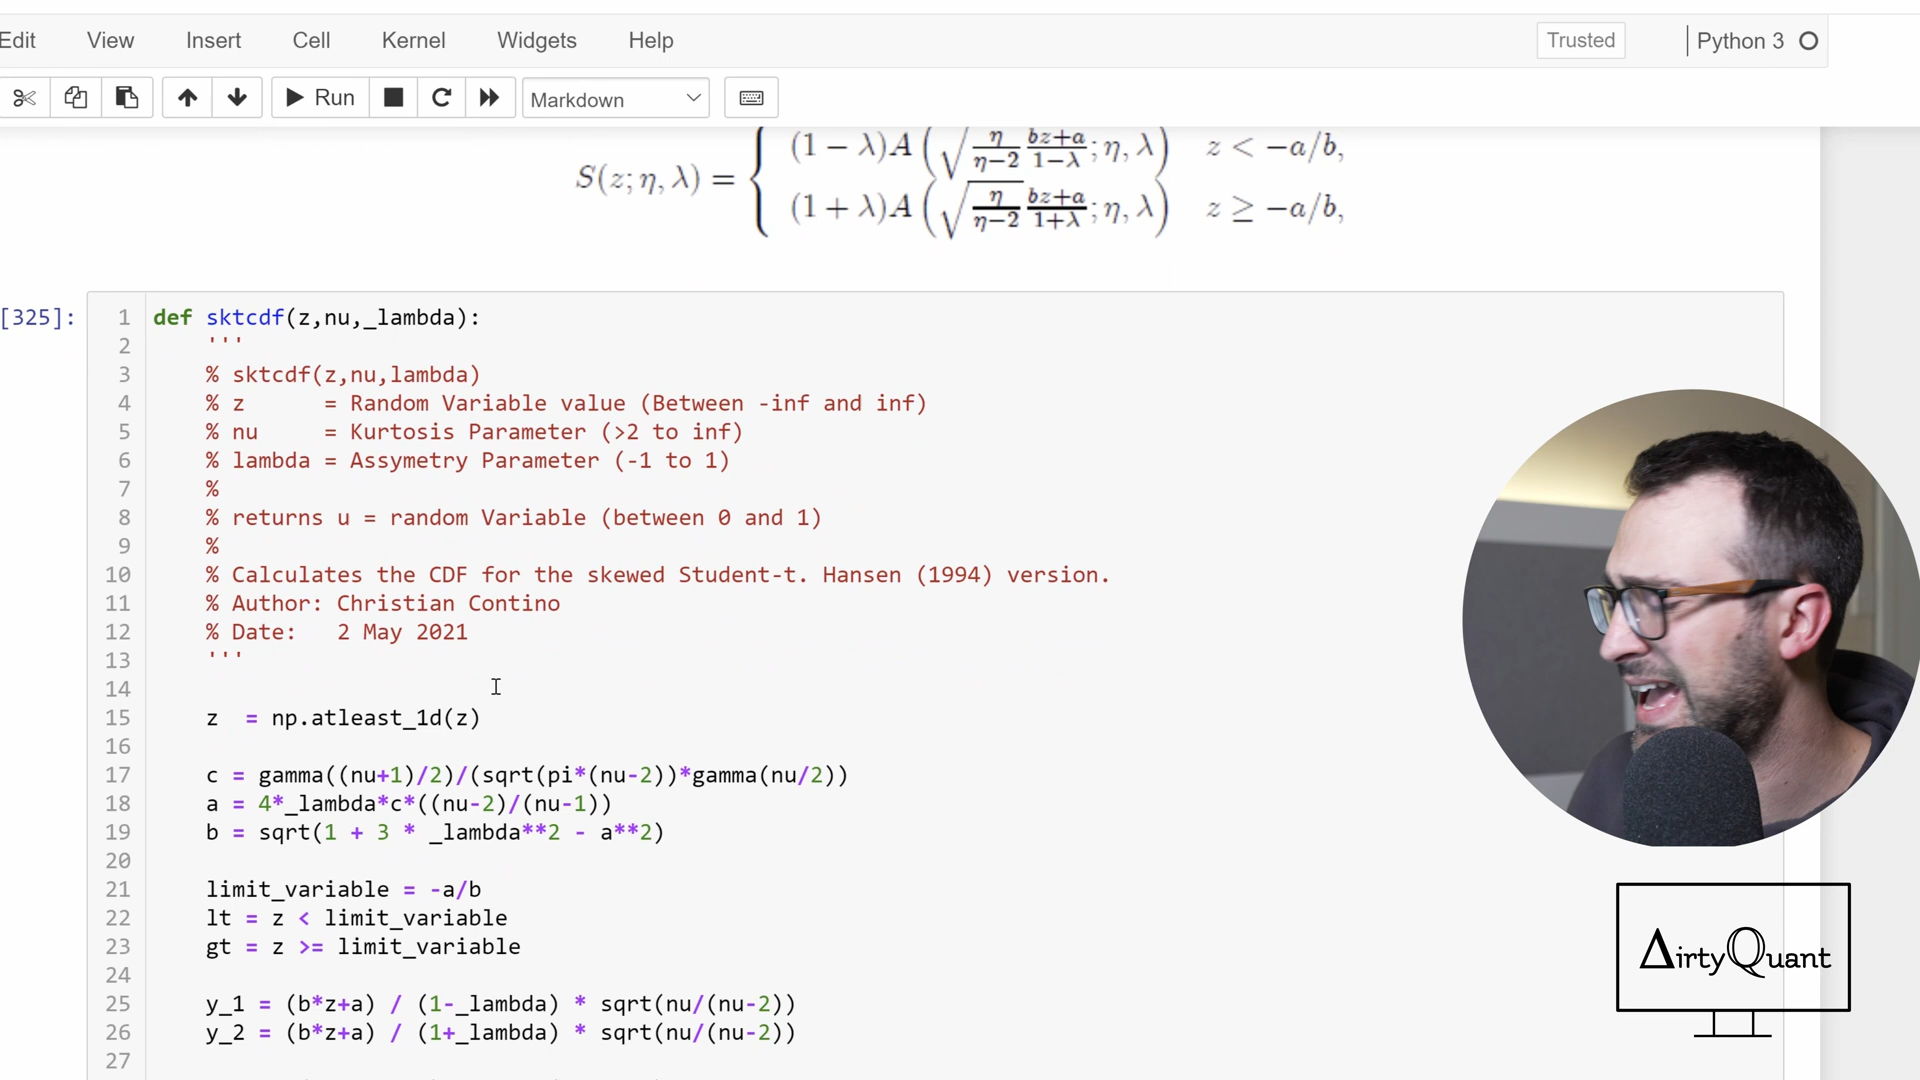 Edit View Insert Cell Kernel Widgets Help Trusted Python 3
Run Markdown
S(z; η, λ) = { (1 − λ)A (√ η/η−2 bz+a/1−λ ; η, λ) z < −a/b,
(1 + λ)A (√ η/η−2 bz+a/1+λ ; η, λ) z ≥ −a/b,
[325]:
1 def sktcdf(z,nu,_lambda):
2 '''
3 % sktcdf(z,nu,lambda)
4 % z = Random Variable value (Between -inf and inf)
5 % nu = Kurtosis Parameter (>2 to inf)
6 % lambda = Assymetry Parameter (-1 to 1)
7 %
8 % returns u = random Variable (between 0 and 1)
9 %
10 % Calculates the CDF for the skewed Student-t. Hansen (1994) version.
11 % Author: Christian Contino
12 % Date: 2 May 2021
13 '''
14
15 z = np.atleast_1d(z)
16
17 c = gamma((nu+1)/2)/(sqrt(pi*(nu-2))*gamma(nu/2))
18 a = 4*_lambda*c*((nu-2)/(nu-1))
19 b = sqrt(1 + 3 * _lambda**2 - a**2)
20
21 limit_variable = -a/b
22 lt = z < limit_variable
23 gt = z >= limit_variable
24
25 y_1 = (b*z+a) / (1-_lambda) * sqrt(nu/(nu-2))
26 y_2 = (b*z+a) / (1+_lambda) * sqrt(nu/(nu-2))
27
ΔirtyQuant